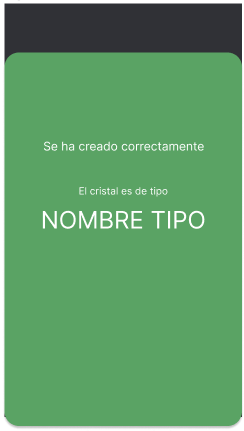 Se ha creado correctamente
El cristal es de tipo
NOMBRE TIPO